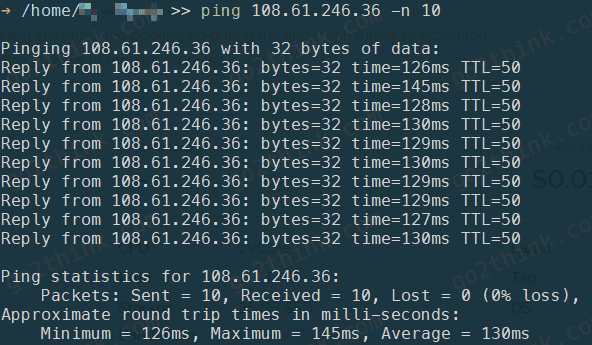 → /home/ >> ping 108.61.246.36 -n 10
Pinging 108.61.246.36 with 32 bytes of data:
Reply from 108.61.246.36: bytes=32 time=126ms TTL=50
Reply from 108.61.246.36: bytes=32 time=145ms TTL=50
Reply from 108.61.246.36: bytes=32 time=128ms TTL=50
Reply from 108.61.246.36: bytes=32 time=130ms TTL=50
Reply from 108.61.246.36: bytes=32 time=129ms TTL=50
Reply from 108.61.246.36: bytes=32 time=130ms TTL=50
Reply from 108.61.246.36: bytes=32 time=129ms TTL=50
Reply from 108.61.246.36: bytes=32 time=129ms TTL=50
Reply from 108.61.246.36: bytes=32 time=127ms TTL=50
Reply from 108.61.246.36: bytes=32 time=130ms TTL=50
Ping statistics for 108.61.246.36:
Packets: Sent = 10, Received = 10, Lost = 0 (0% loss),
Approximate round trip times in milli-seconds:
Minimum = 126ms, Maximum = 145ms, Average = 130ms
go2think.com
Tag